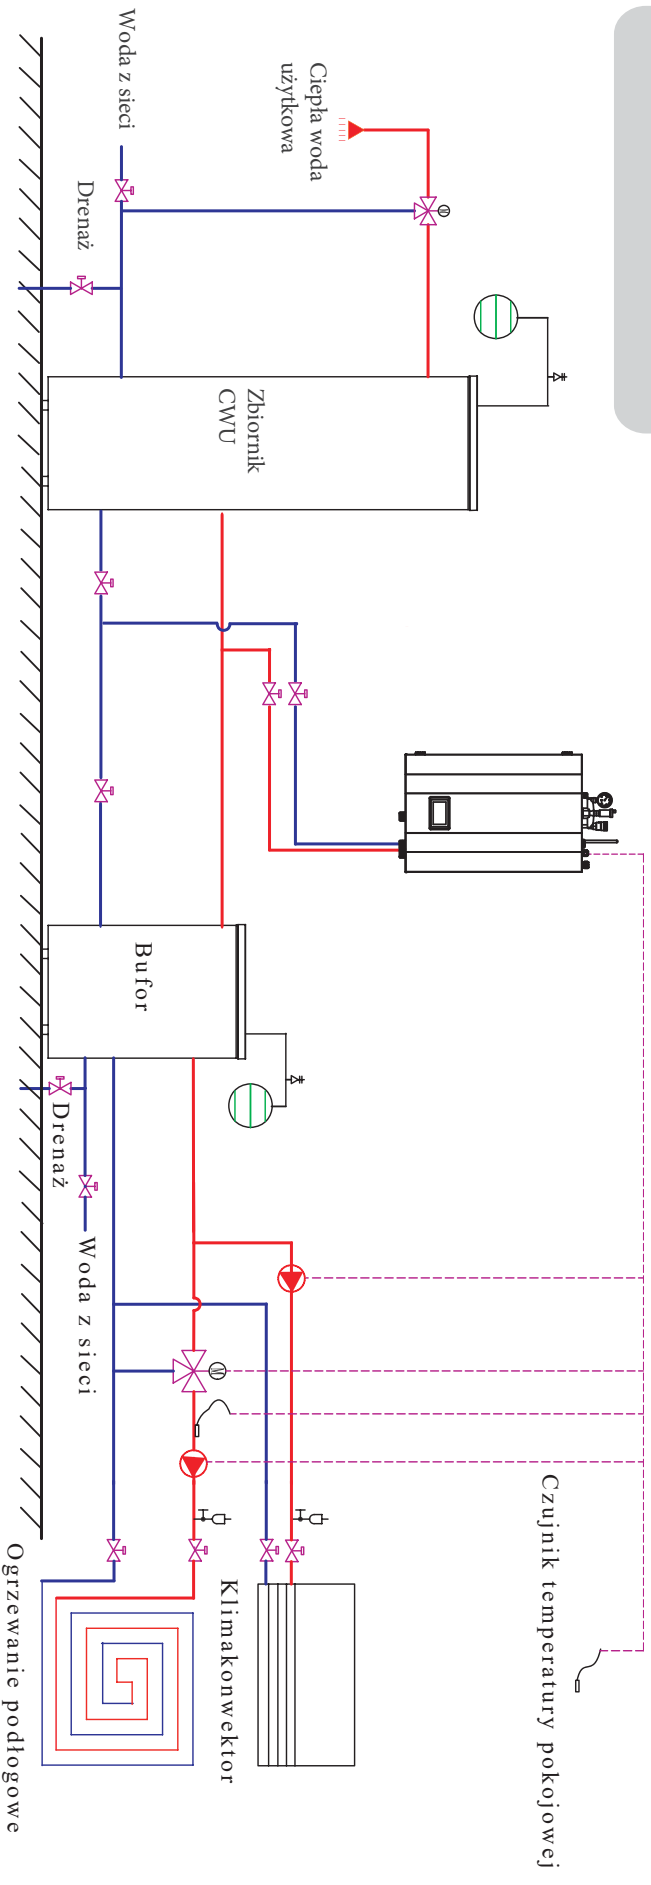 Woda z sieci
Drenaż
Ciepła woda
użytkowa
Zbiornik
CWU
Bufor
Drenaż
Woda z sieci
Czujnik temperatury pokojowej
Klimakonwektor
Ogrzewanie podłogowe